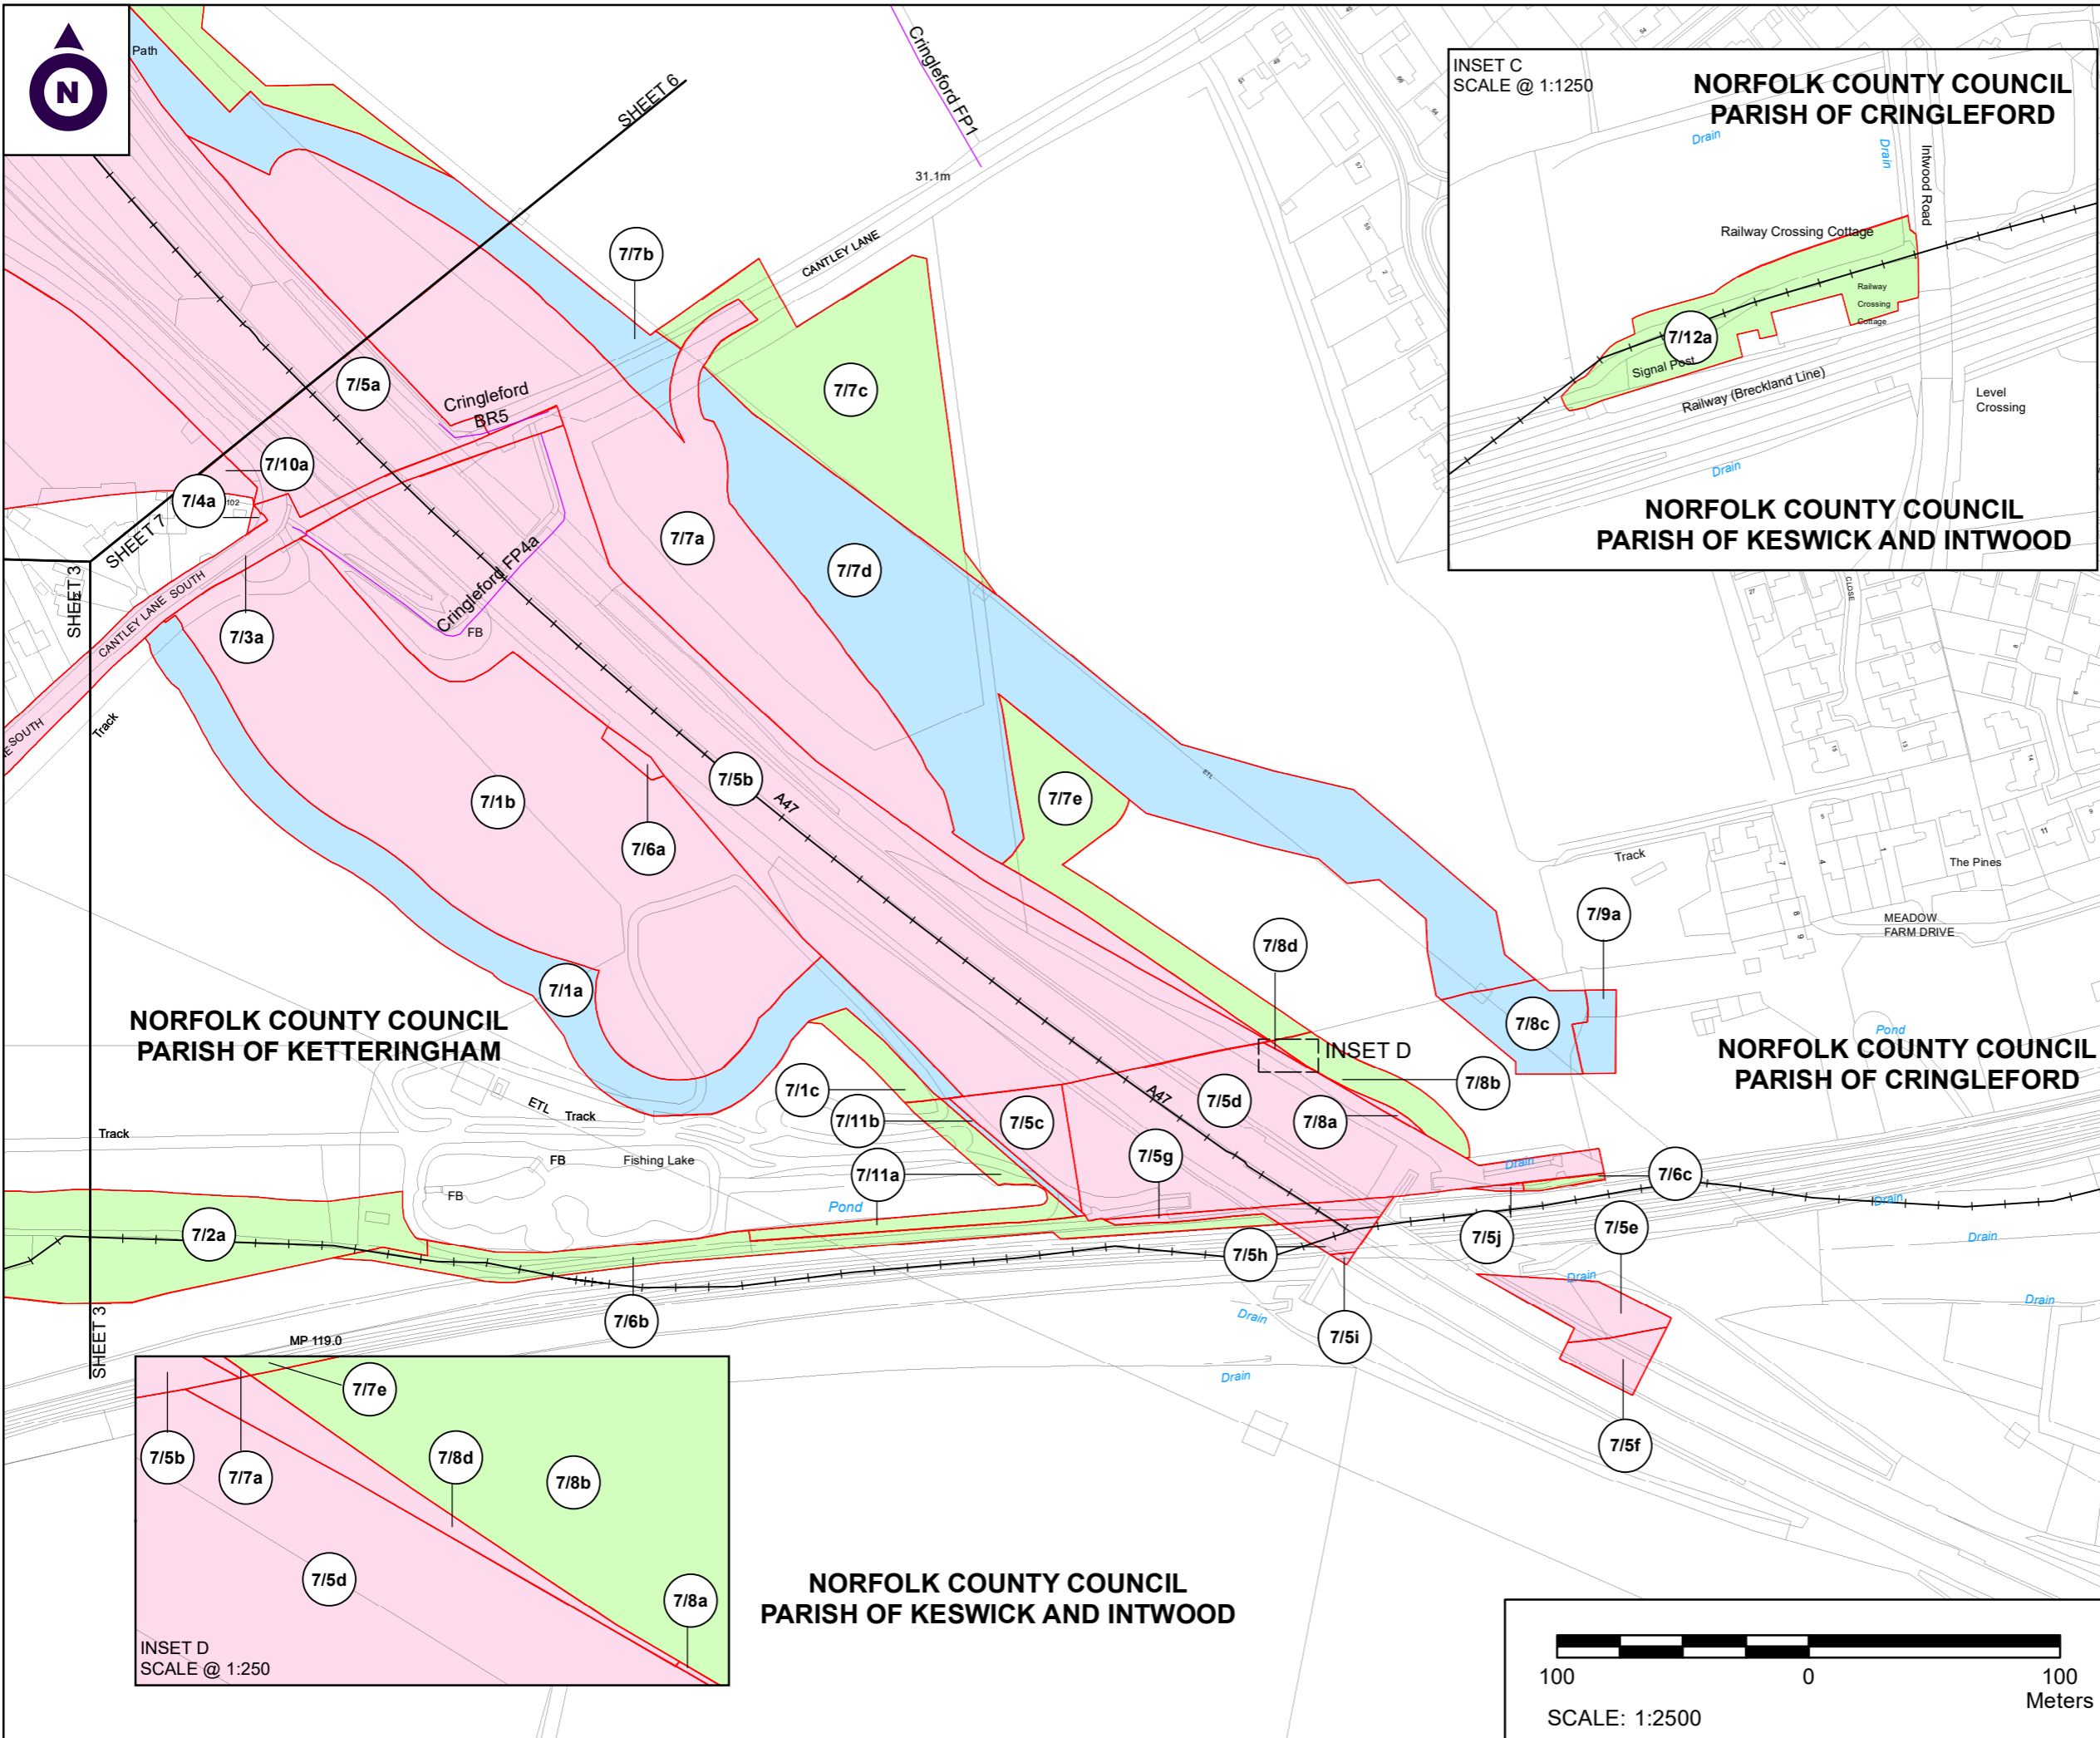 N
Path
SHEET 6
Cringleford FP1
31.1m
CANTLEY LANE
7/7b
7/5a
7/7c
Cringleford
BR5
7/10a
7/4a
102
SHEET 7
SHEET 3
CANTLEY LANE SOUTH
7/3a
Cringleford FP4a
FB
7/7a
7/7d
Track
7/1b
7/6a
7/5b
A47
7/7e
ETL
7/1a
NORFOLK COUNTY COUNCIL
PARISH OF KETTERINGHAM
ETL
Track
Track
FB
FB
Fishing Lake
Pond
7/1c
7/11b
7/11a
7/5c
7/5g
A47
7/5d
7/8a
7/8d
INSET D
7/8b
7/8c
7/9a
Track
The Pines
MEADOW
FARM DRIVE
CLOSE
Pond
NORFOLK COUNTY COUNCIL
PARISH OF CRINGLEFORD
Drain
7/6c
7/5j
7/5e
7/5h
7/5i
7/5f
Drain
Drain
Drain
Drain
Drain
Drain
7/2a
7/6b
MP 119.0
SHEET 3
INSET C
SCALE @ 1:1250
NORFOLK COUNTY COUNCIL
PARISH OF CRINGLEFORD
Drain
Drain
Intwood Road
Railway Crossing Cottage
Railway
Crossing
Cottage
7/12a
Signal Post
Railway (Breckland Line)
Level
Crossing
Drain
NORFOLK COUNTY COUNCIL
PARISH OF KESWICK AND INTWOOD
7/7e
7/5b
7/7a
7/8d
7/8b
7/5d
7/8a
INSET D
SCALE @ 1:250
NORFOLK COUNTY COUNCIL
PARISH OF KESWICK AND INTWOOD
100
0
100
Meters
SCALE: 1:2500